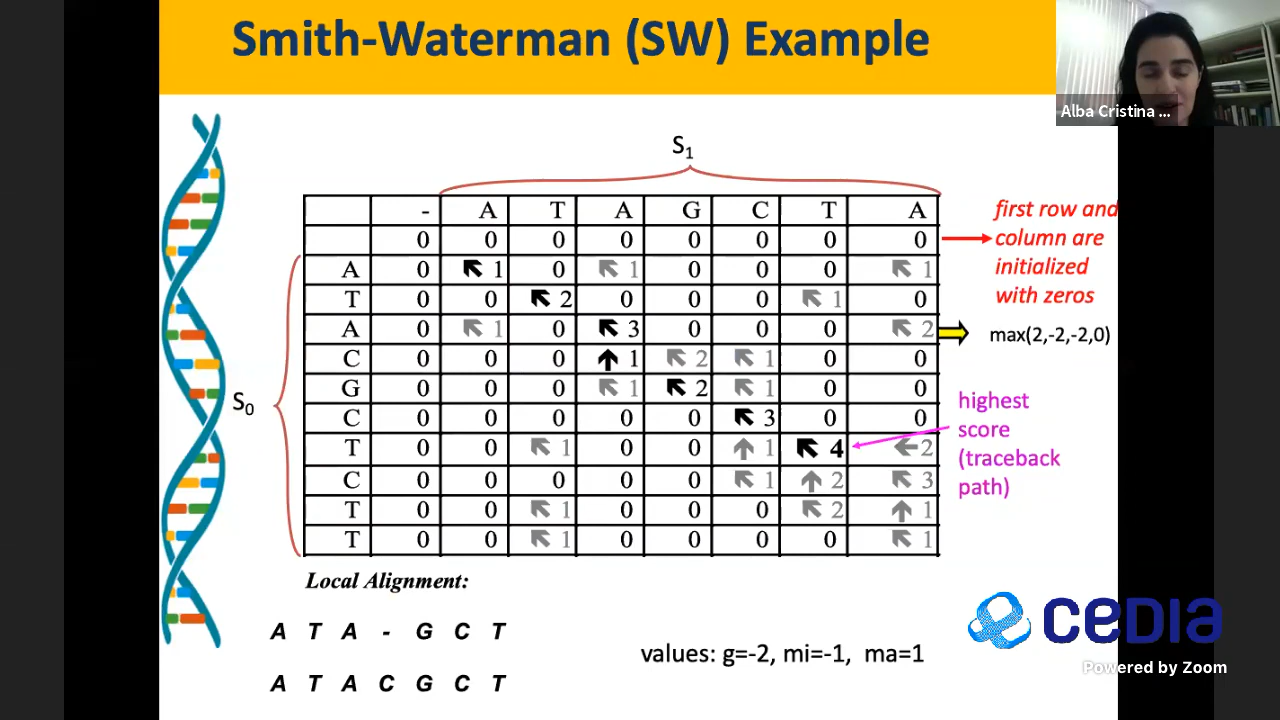 Smith-Waterman (SW) Example
Alba Cristina ...
S1
- A T A G C T A
0 0 0 0 0 0 0 0
A 0 1 0 1 0 0 0 1
T 0 0 2 0 0 0 1 0
A 0 1 0 3 0 0 0 2
C 0 0 0 1 2 1 0 0
G 0 0 0 1 2 1 0 0
C 0 0 0 0 0 3 0 0
T 0 0 1 0 0 1 4 2
C 0 0 0 0 0 1 2 3
T 0 0 1 0 0 0 2 1
T 0 0 1 0 0 0 0 1
S0
first row and
column are
initialized
with zeros
max(2,-2,-2,0)
highest
score
(traceback
path)
Local Alignment:
A T A - G C T
A T A C G C T
values: g=-2, mi=-1, ma=1
CEDIA
Powered by Zoom